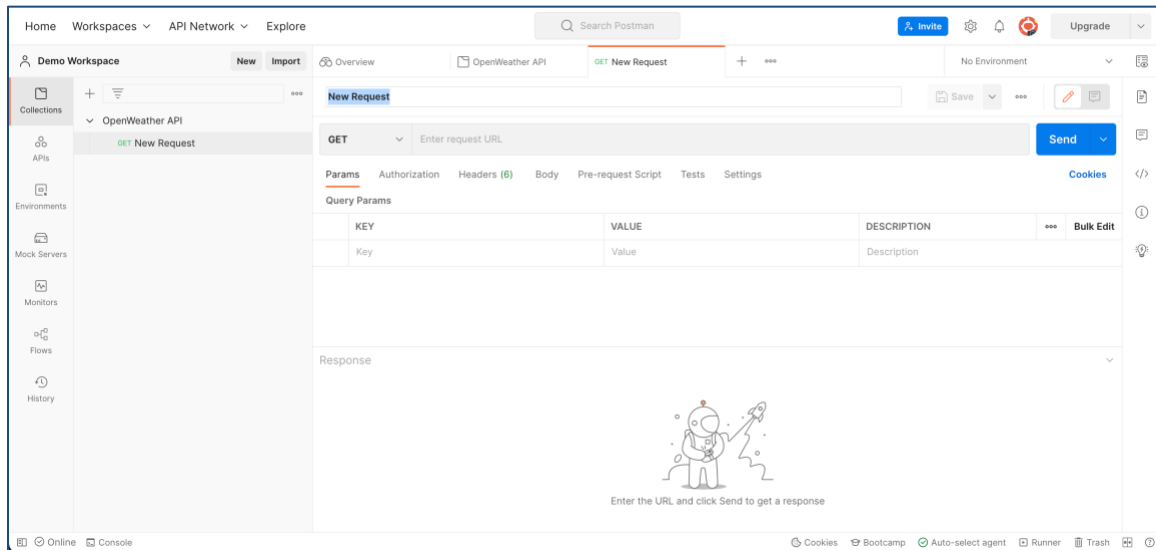 Home Workspaces API Network Explore Search Postman Invite Upgrade
Demo Workspace New Import Overview OpenWeather API GET New Request No Environment
Collections
OpenWeather API
GET New Request
APIs
Environments
Mock Servers
Monitors
Flows
History
New Request Save
GET Enter request URL Send
Params Authorization Headers (6) Body Pre-request Script Tests Settings Cookies
Query Params
KEY VALUE DESCRIPTION Bulk Edit
Key Value Description
Response
Enter the URL and click Send to get a response
Online Console Cookies Bootcamp Auto-select agent Runner Trash